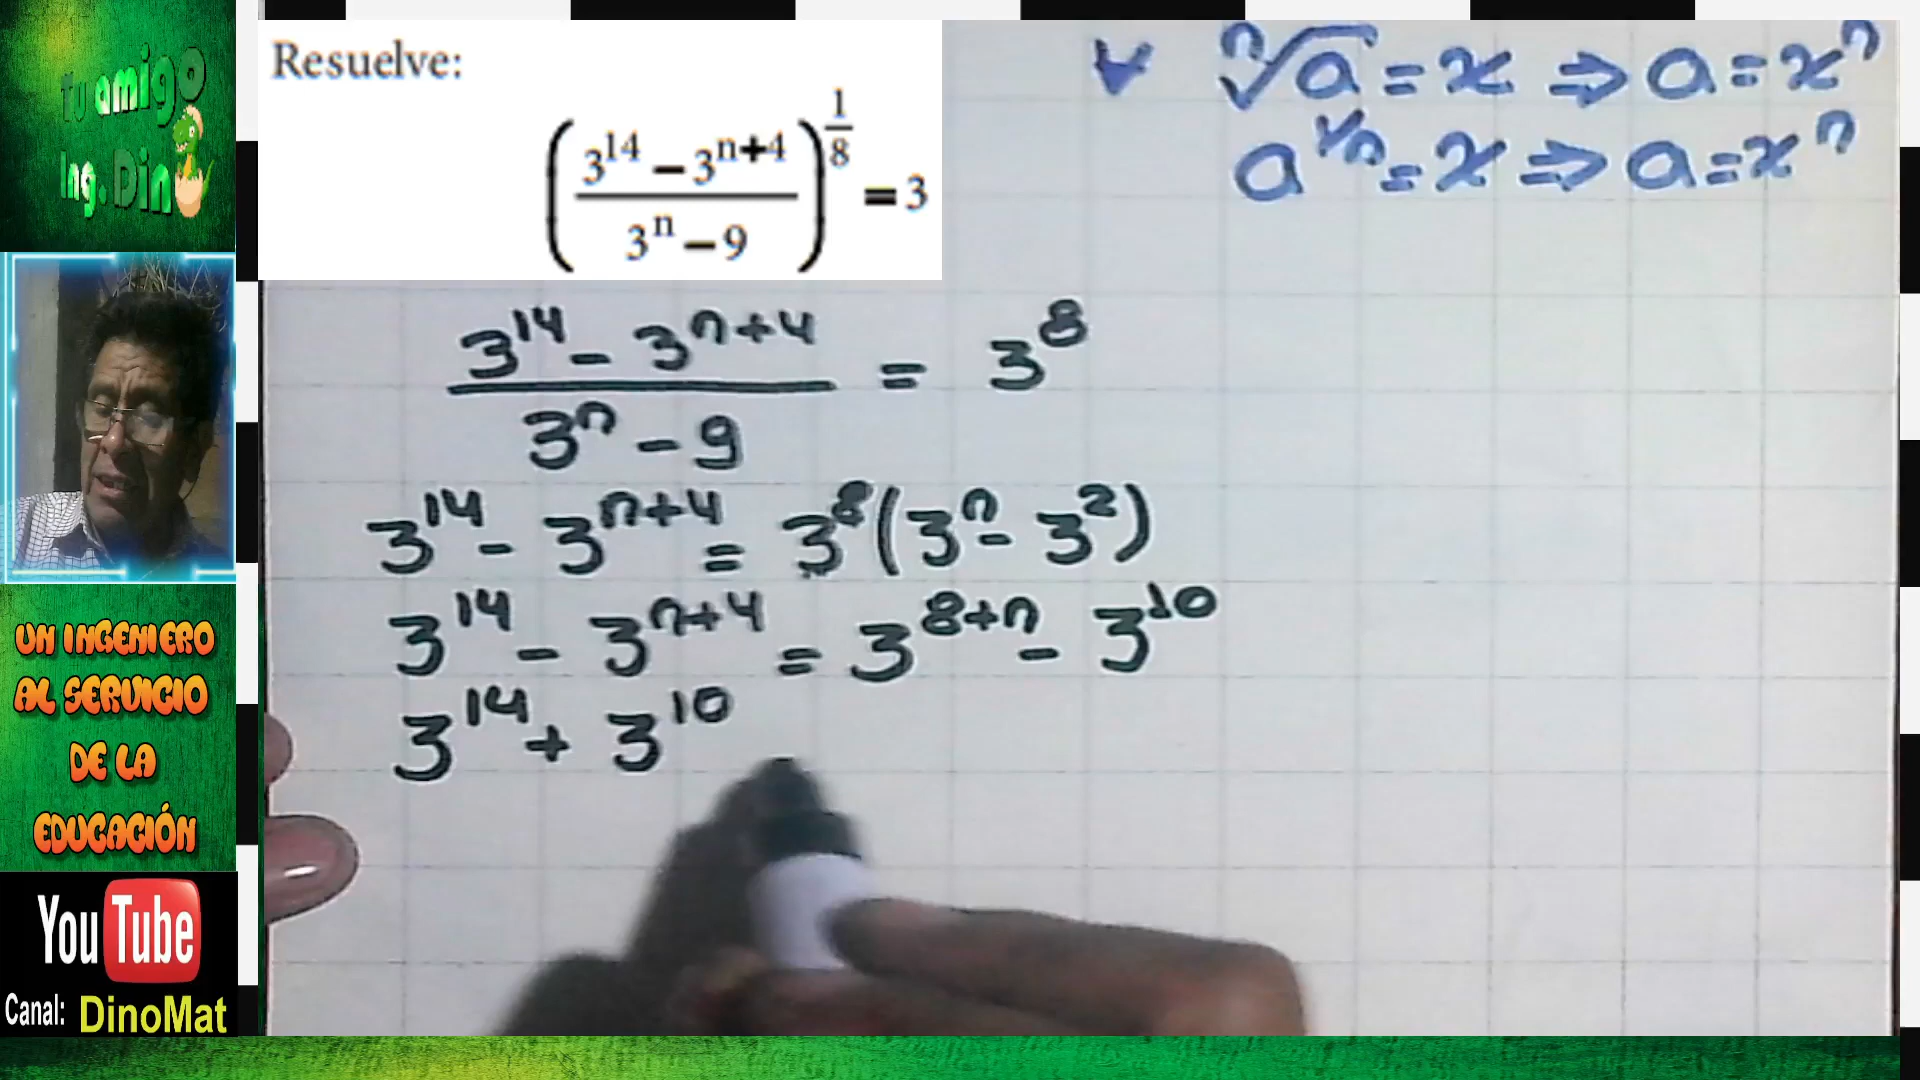 Tu amigo
Ing. Dino
Resuelve:
(3^14 − 3^(n+4) / 3^n − 9)^(1/8) = 3
∀ ⁿ√a = x ⇒ a = x^n
a^(1/n) = x ⇒ a = x^n
3^14 - 3^(n+4) / 3^n - 9 = 3^8
3^14 - 3^(n+4) = 3^8(3^n - 3^2)
3^14 - 3^(n+4) = 3^(8+n) - 3^10
3^14 + 3^10
UN INGENIERO
AL SERVICIO
DE LA
EDUCACIÓN
YouTube
Canal: DinoMat